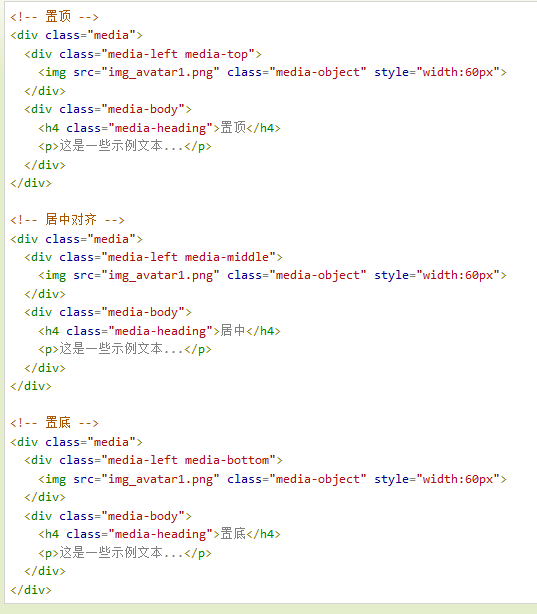 <!-- 置顶 -->
<div class="media">
  <div class="media-left media-top">
    <img src="img_avatar1.png" class="media-object" style="width:60px">
  </div>
  <div class="media-body">
    <h4 class="media-heading">置顶</h4>
    <p>这是一些示例文本...</p>
  </div>
</div>

<!-- 居中对齐 -->
<div class="media">
  <div class="media-left media-middle">
    <img src="img_avatar1.png" class="media-object" style="width:60px">
  </div>
  <div class="media-body">
    <h4 class="media-heading">居中</h4>
    <p>这是一些示例文本...</p>
  </div>
</div>

<!-- 置底 -->
<div class="media">
  <div class="media-left media-bottom">
    <img src="img_avatar1.png" class="media-object" style="width:60px">
  </div>
  <div class="media-body">
    <h4 class="media-heading">置底</h4>
    <p>这是一些示例文本...</p>
  </div>
</div>